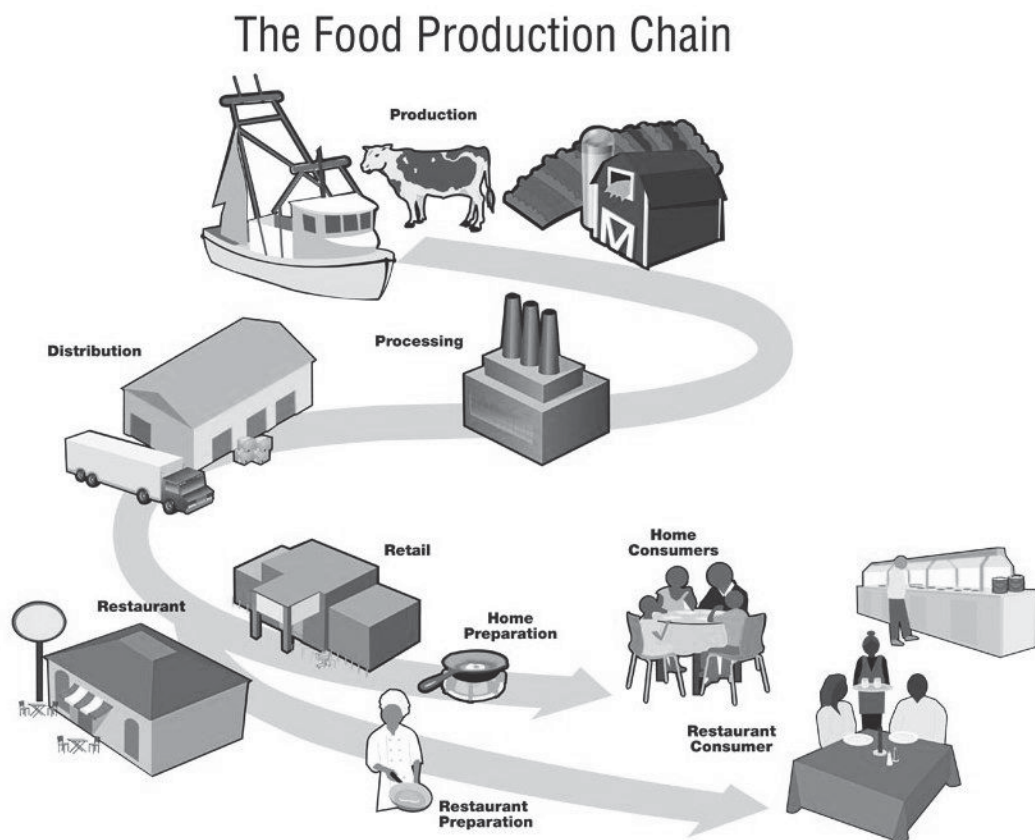 The Food Production Chain
Production
Processing
Distribution
Retail
Home
Consumers
Restaurant
Home
Preparation
Restaurant
Consumer
Restaurant
Preparation